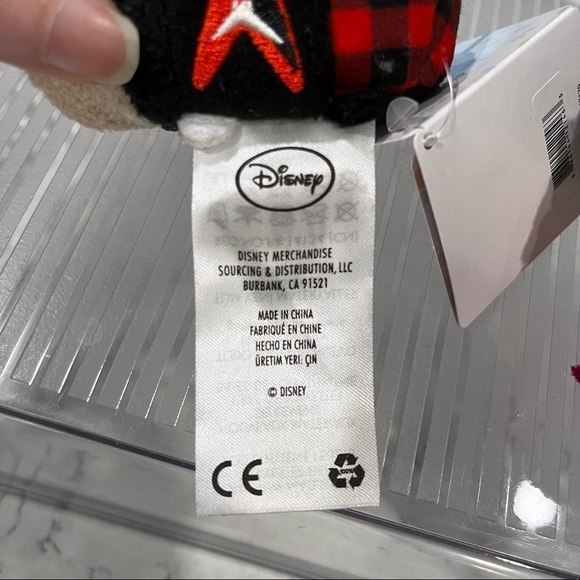 Disney
DISNEY MERCHANDISE
SOURCING & DISTRIBUTION, LLC
BURBANK, CA 91521
MADE IN CHINA
FABRIQUÉ EN CHINE
HECHO EN CHINA
ÜRETIM YERI: ÇIN
© DISNEY
CE
100%